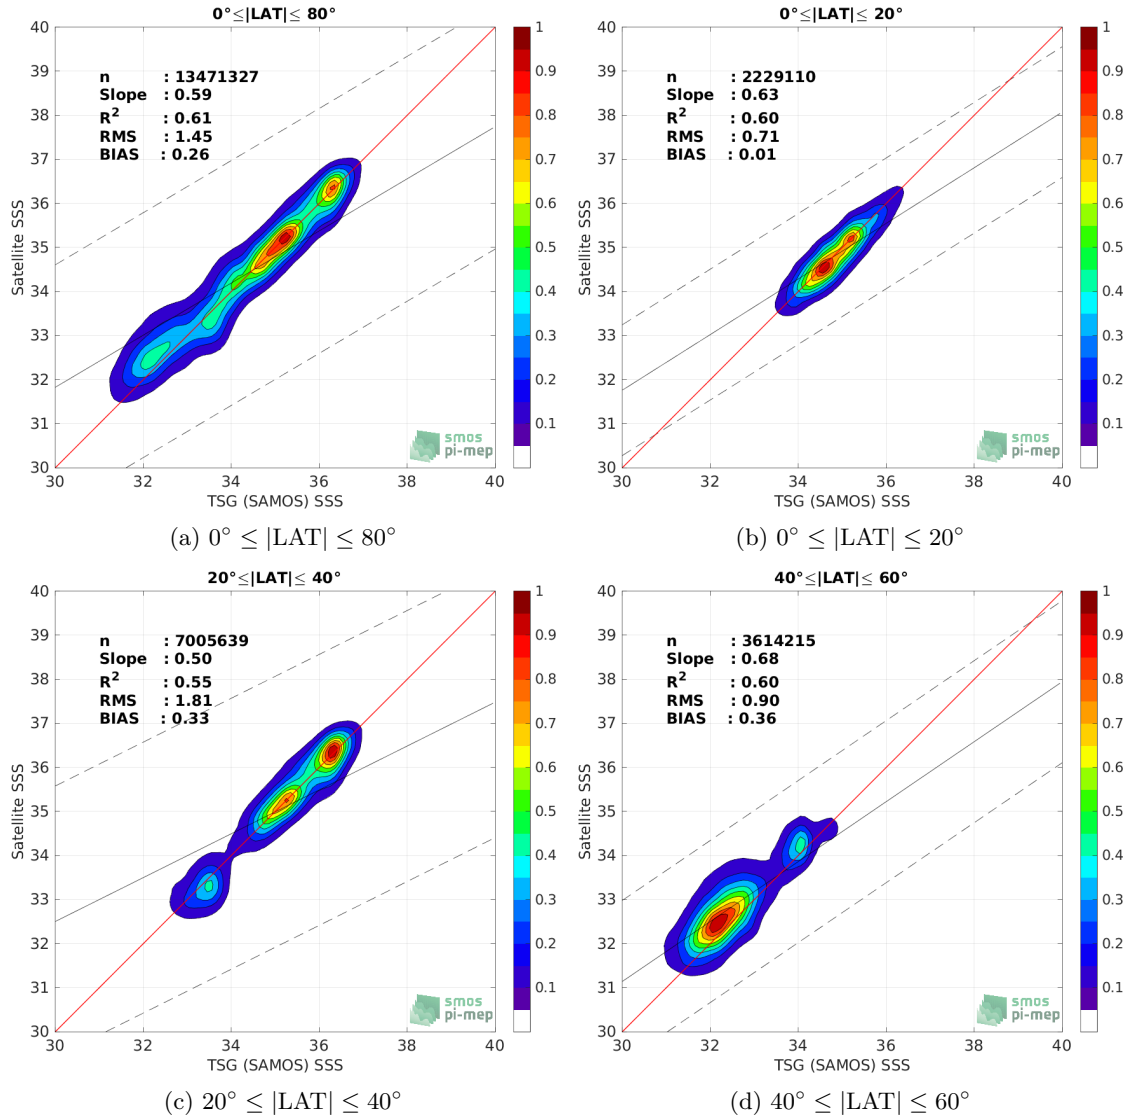 0°≤|LAT|≤ 80°
n : 13471327
Slope : 0.59
R² : 0.61
RMS : 1.45
BIAS : 0.26
40
39
38
37
36
35
34
33
32
31
30
Satellite SSS
30 32 34 36 38 40
TSG (SAMOS) SSS
1
0.9
0.8
0.7
0.6
0.5
0.4
0.3
0.2
0.1
smos
pi-mep
(a) 0° ≤ |LAT| ≤ 80°
0°≤|LAT|≤ 20°
n : 2229110
Slope : 0.63
R² : 0.60
RMS : 0.71
BIAS : 0.01
40
39
38
37
36
35
34
33
32
31
30
Satellite SSS
30 32 34 36 38 40
TSG (SAMOS) SSS
1
0.9
0.8
0.7
0.6
0.5
0.4
0.3
0.2
0.1
smos
pi-mep
(b) 0° ≤ |LAT| ≤ 20°
20°≤|LAT|≤ 40°
n : 7005639
Slope : 0.50
R² : 0.55
RMS : 1.81
BIAS : 0.33
40
39
38
37
36
35
34
33
32
31
30
Satellite SSS
30 32 34 36 38 40
TSG (SAMOS) SSS
1
0.9
0.8
0.7
0.6
0.5
0.4
0.3
0.2
0.1
smos
pi-mep
(c) 20° ≤ |LAT| ≤ 40°
40°≤|LAT|≤ 60°
n : 3614215
Slope : 0.68
R² : 0.60
RMS : 0.90
BIAS : 0.36
40
39
38
37
36
35
34
33
32
31
30
Satellite SSS
30 32 34 36 38 40
TSG (SAMOS) SSS
1
0.9
0.8
0.7
0.6
0.5
0.4
0.3
0.2
0.1
smos
pi-mep
(d) 40° ≤ |LAT| ≤ 60°